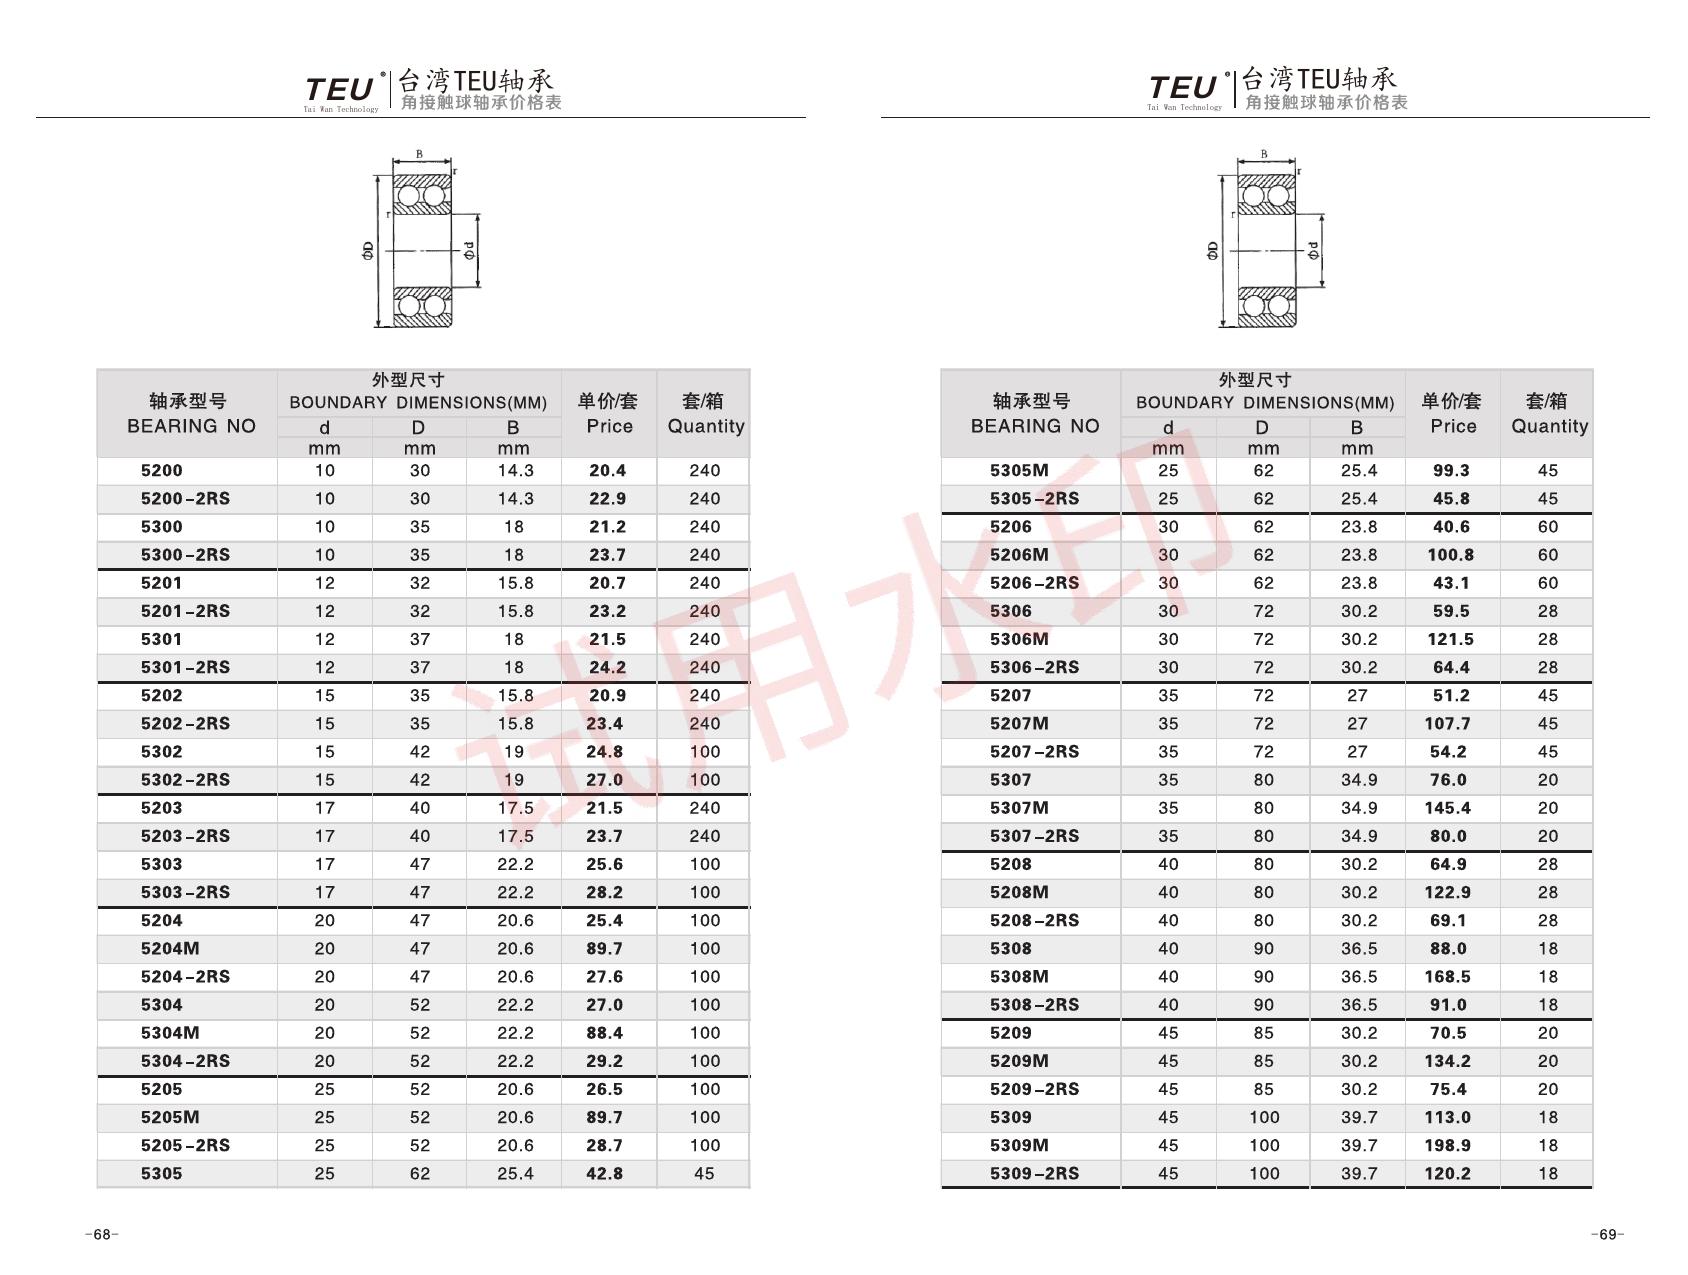 TEU® 台湾TEU轴承
Tai Wan Technology 角接触球轴承价格表
B
r
r
ΦD
Φd
轴承型号 外型尺寸 单价/套 套/箱
BEARING NO BOUNDARY DIMENSIONS(MM) Price Quantity
d D B
mm mm mm
5200 10 30 14.3 20.4 240
5200-2RS 10 30 14.3 22.9 240
5300 10 35 18 21.2 240
5300-2RS 10 35 18 23.7 240
5201 12 32 15.8 20.7 240
5201-2RS 12 32 15.8 23.2 240
5301 12 37 18 21.5 240
5301-2RS 12 37 18 24.2 240
5202 15 35 15.8 20.9 240
5202-2RS 15 35 15.8 23.4 240
5302 15 42 19 24.8 100
5302-2RS 15 42 19 27.0 100
5203 17 40 17.5 21.5 240
5203-2RS 17 40 17.5 23.7 240
5303 17 47 22.2 25.6 100
5303-2RS 17 47 22.2 28.2 100
5204 20 47 20.6 25.4 100
5204M 20 47 20.6 89.7 100
5204-2RS 20 47 20.6 27.6 100
5304 20 52 22.2 27.0 100
5304M 20 52 22.2 88.4 100
5304-2RS 20 52 22.2 29.2 100
5205 25 52 20.6 26.5 100
5205M 25 52 20.6 89.7 100
5205-2RS 25 52 20.6 28.7 100
5305 25 62 25.4 42.8 45
-68-
TEU® 台湾TEU轴承
Tai Wan Technology 角接触球轴承价格表
B
r
r
ΦD
Φd
轴承型号 外型尺寸 单价/套 套/箱
BEARING NO BOUNDARY DIMENSIONS(MM) Price Quantity
d D B
mm mm mm
5305M 25 62 25.4 99.3 45
5305-2RS 25 62 25.4 45.8 45
5206 30 62 23.8 40.6 60
5206M 30 62 23.8 100.8 60
5206-2RS 30 62 23.8 43.1 60
5306 30 72 30.2 59.5 28
5306M 30 72 30.2 121.5 28
5306-2RS 30 72 30.2 64.4 28
5207 35 72 27 51.2 45
5207M 35 72 27 107.7 45
5207-2RS 35 72 27 54.2 45
5307 35 80 34.9 76.0 20
5307M 35 80 34.9 145.4 20
5307-2RS 35 80 34.9 80.0 20
5208 40 80 30.2 64.9 28
5208M 40 80 30.2 122.9 28
5208-2RS 40 80 30.2 69.1 28
5308 40 90 36.5 88.0 18
5308M 40 90 36.5 168.5 18
5308-2RS 40 90 36.5 91.0 18
5209 45 85 30.2 70.5 20
5209M 45 85 30.2 134.2 20
5209-2RS 45 85 30.2 75.4 20
5309 45 100 39.7 113.0 18
5309M 45 100 39.7 198.9 18
5309-2RS 45 100 39.7 120.2 18
-69-
试用水印